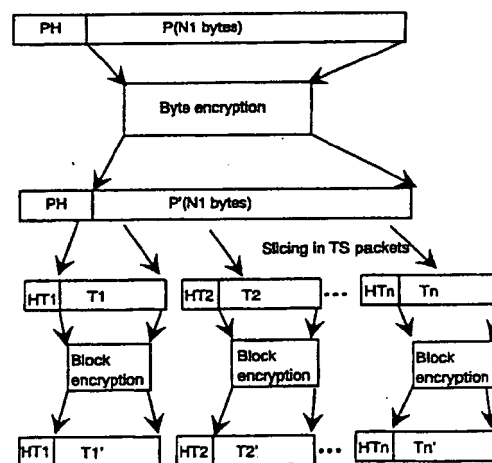 PH P(N1 bytes)
Byte encryption
PH P'(N1 bytes)
Slicing in TS packets
HT1 T1 HT2 T2 ... HTn Tn
Block encryption Block encryption Block encryption
HT1 T1' HT2 T2' ... HTn Tn'